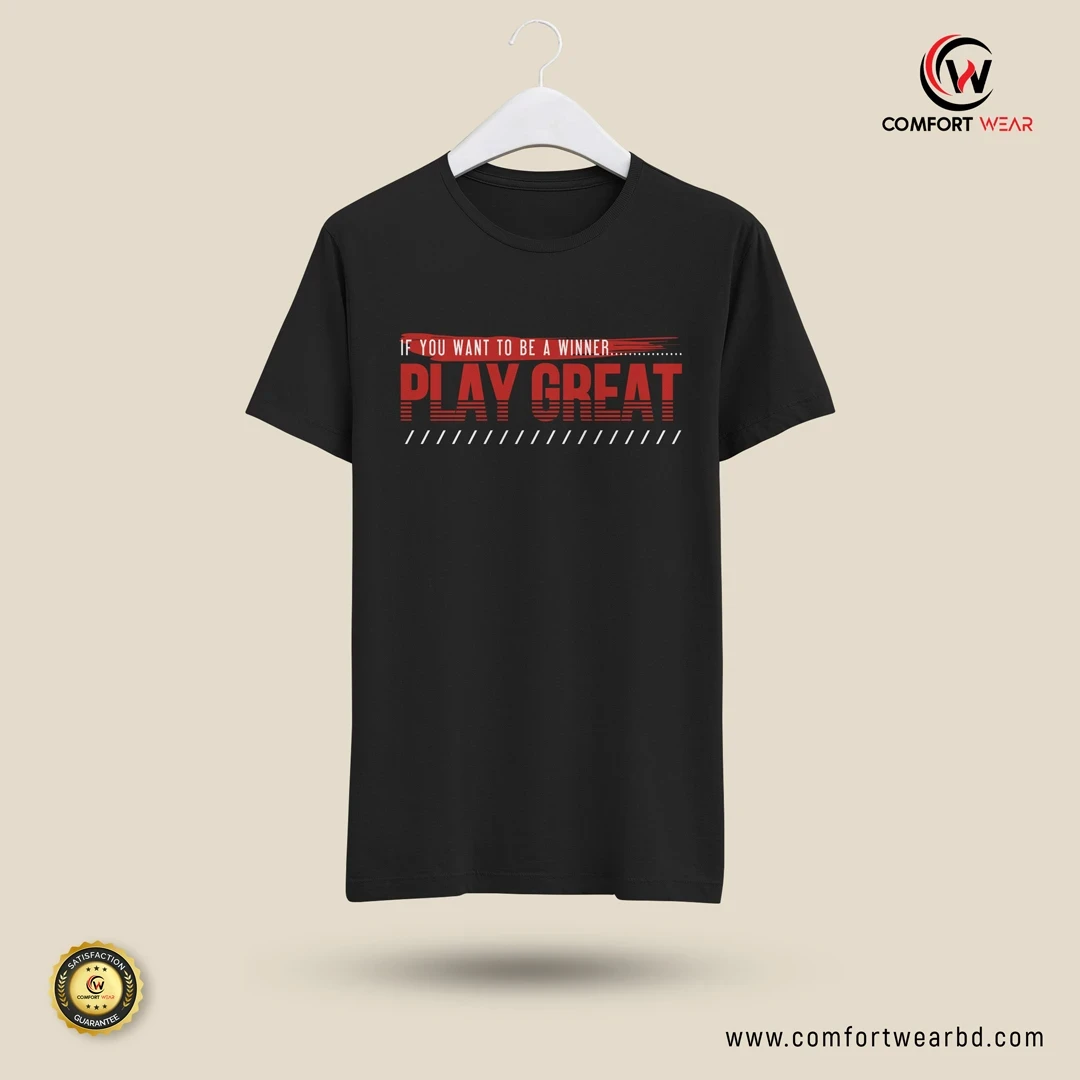 W
COMFORT WEAR
IF YOU WANT TO BE A WINNER................
PLAY GREAT
//////////////////
SATISFACTION
COMFORT WEAR
GUARANTEE
www.comfortwearbd.com